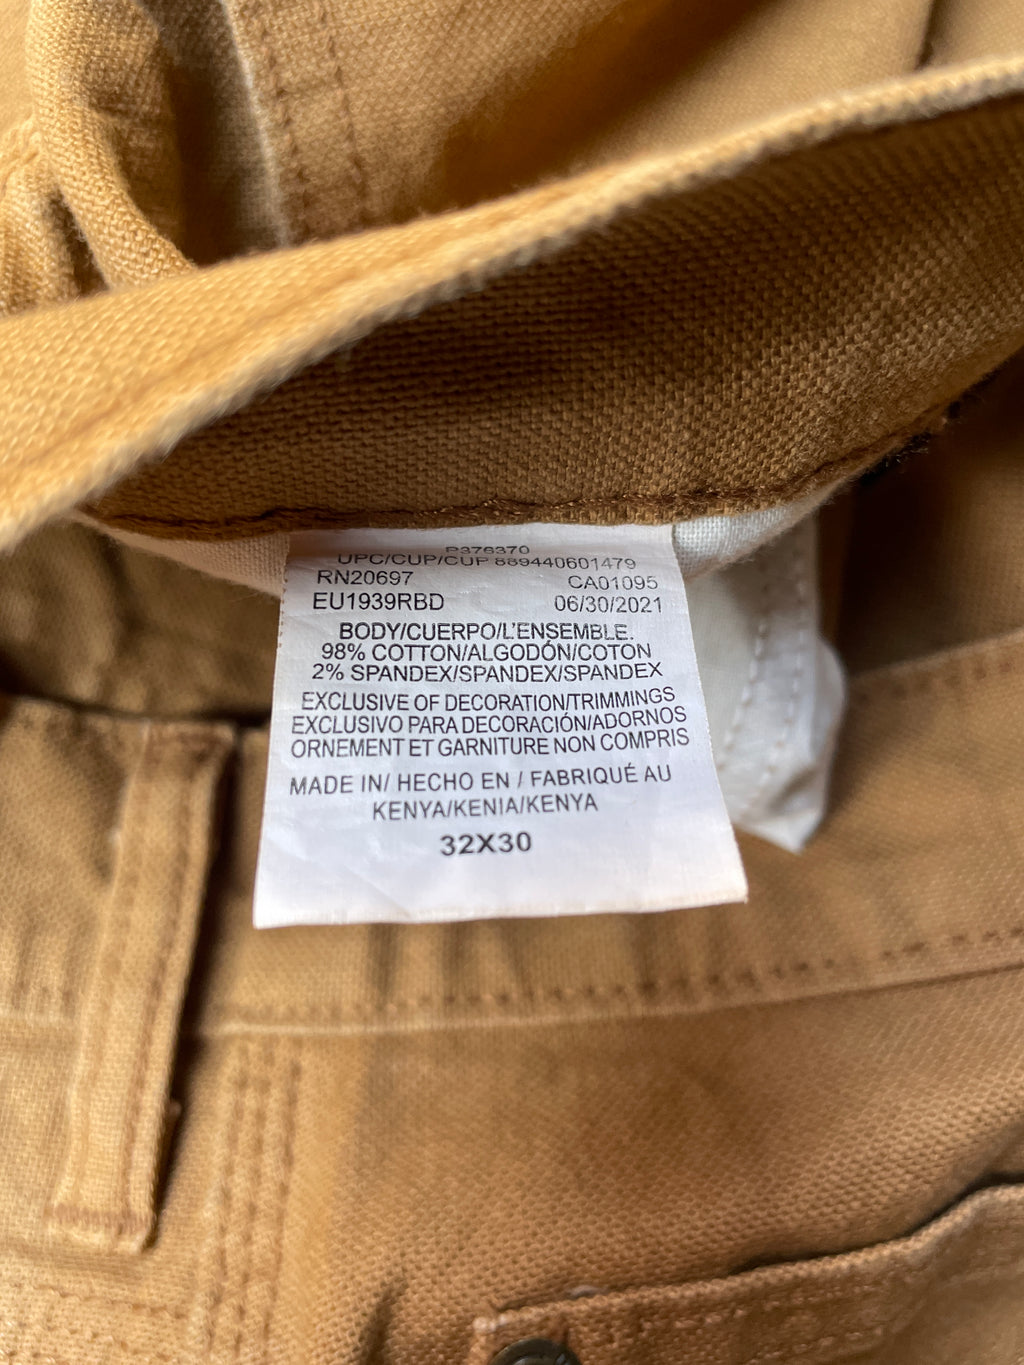 P376370
UPC/CUP/CUP 889440601479
RN20697 CA01095
EU1939RBD 06/30/2021
BODY/CUERPO/L'ENSEMBLE.
98% COTTON/ALGODÓN/COTON
2% SPANDEX/SPANDEX/SPANDEX
EXCLUSIVE OF DECORATION/TRIMMINGS
EXCLUSIVO PARA DECORACIÓN/ADORNOS
ORNEMENT ET GARNITURE NON COMPRIS
MADE IN/ HECHO EN / FABRIQUÉ AU
KENYA/KENIA/KENYA
32X30